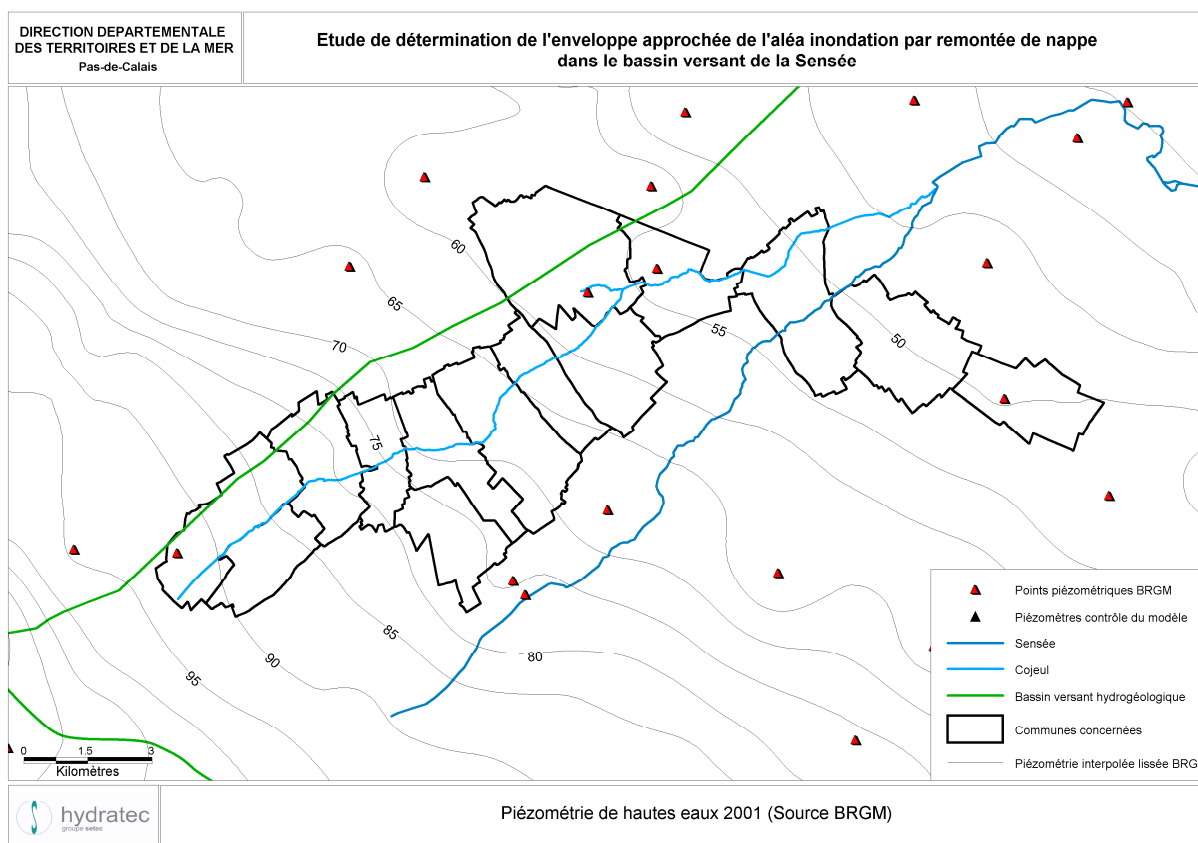 DIRECTION DEPARTEMENTALE
DES TERRITOIRES ET DE LA MER
Pas-de-Calais
Etude de détermination de l'enveloppe approchée de l'aléa inondation par remontée de nappe
dans le bassin versant de la Sensée
60
65
70
55
50
75
85
80
90
95
Points piézométriques BRGM
Piézomètres contrôle du modèle
Sensée
Cojeul
Bassin versant hydrogéologique
Communes concernées
Piézométrie interpolée lissée BRG
0 1.5 3
Kilomètres
hydratec
groupe setec
Piézométrie de hautes eaux 2001 (Source BRGM)